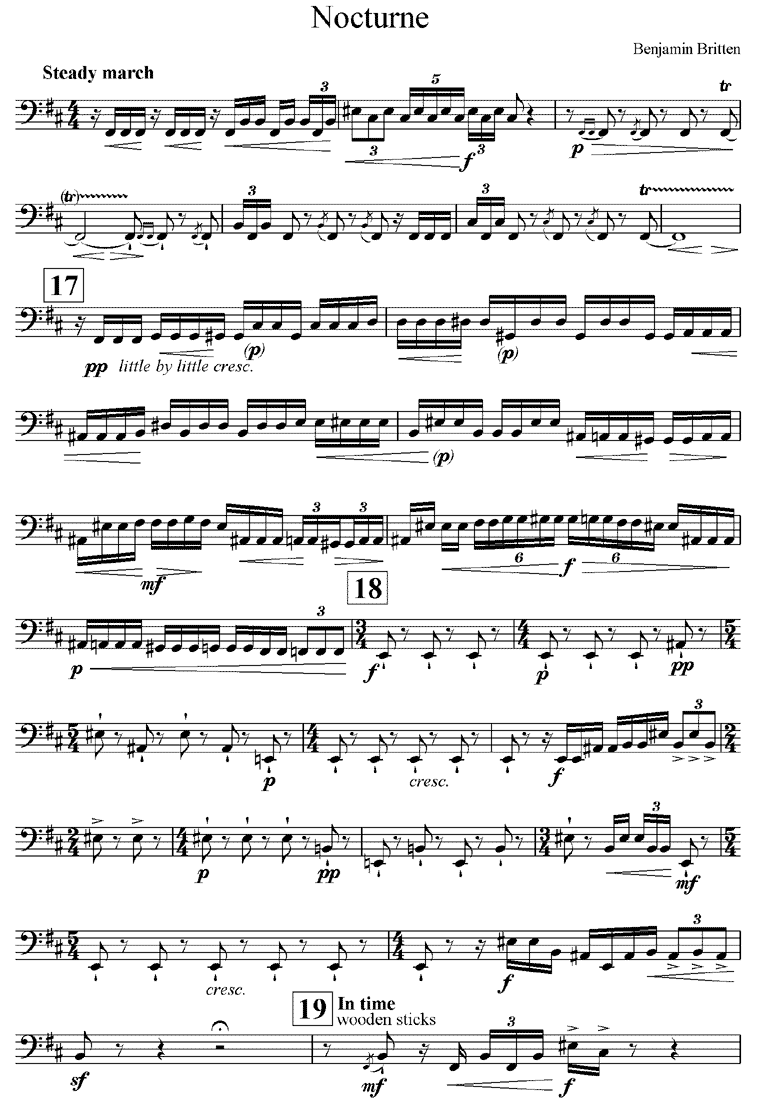 Nocturne
Benjamin Britten
Steady march
3
5
tr
3
f
3
p
(tr)
3
3
tr
17
pp little by little cresc.
(p)
(p)
(p)
3
3
mf
6
f
6
18
3
p
f
p
pp
3
p
cresc.
f
3
p
pp
mf
3
cresc.
f
19 In time
wooden sticks
3
sf
mf
f